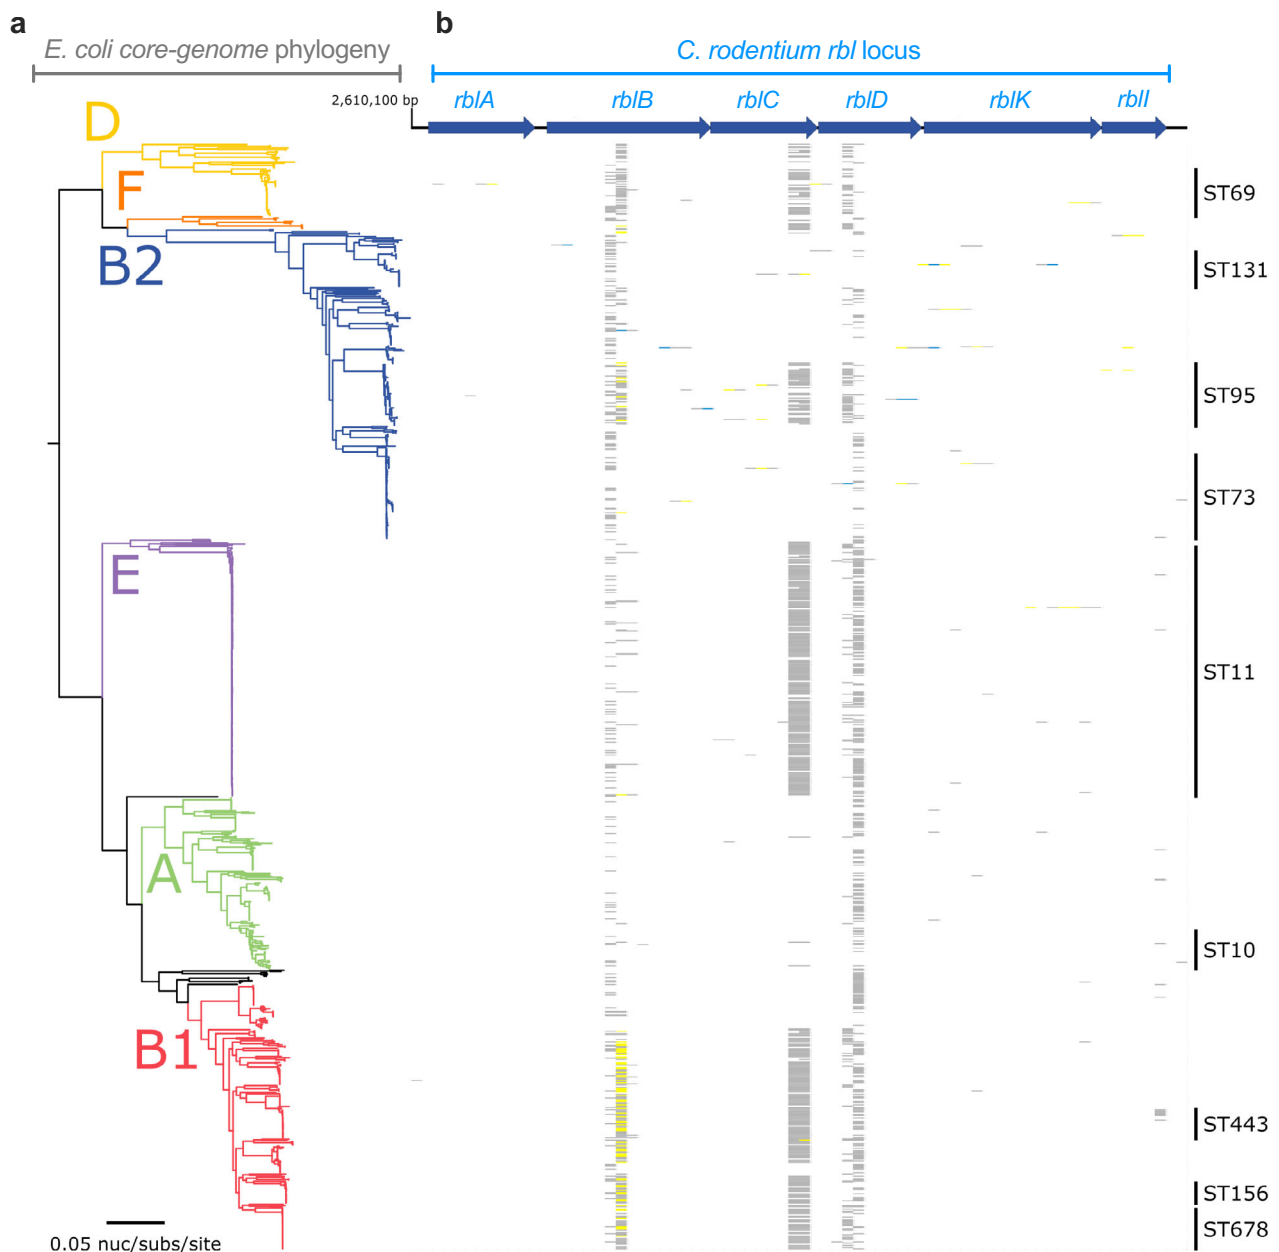 a
b
E. coli core-genome phylogeny
C. rodentium rbl locus
2,610,100 bp
rblA
rblB
rblC
rblD
rblK
rblI
D
F
B2
E
A
B1
ST69
ST131
ST95
ST73
ST11
ST10
ST443
ST156
ST678
0.05 nuc/subs/site